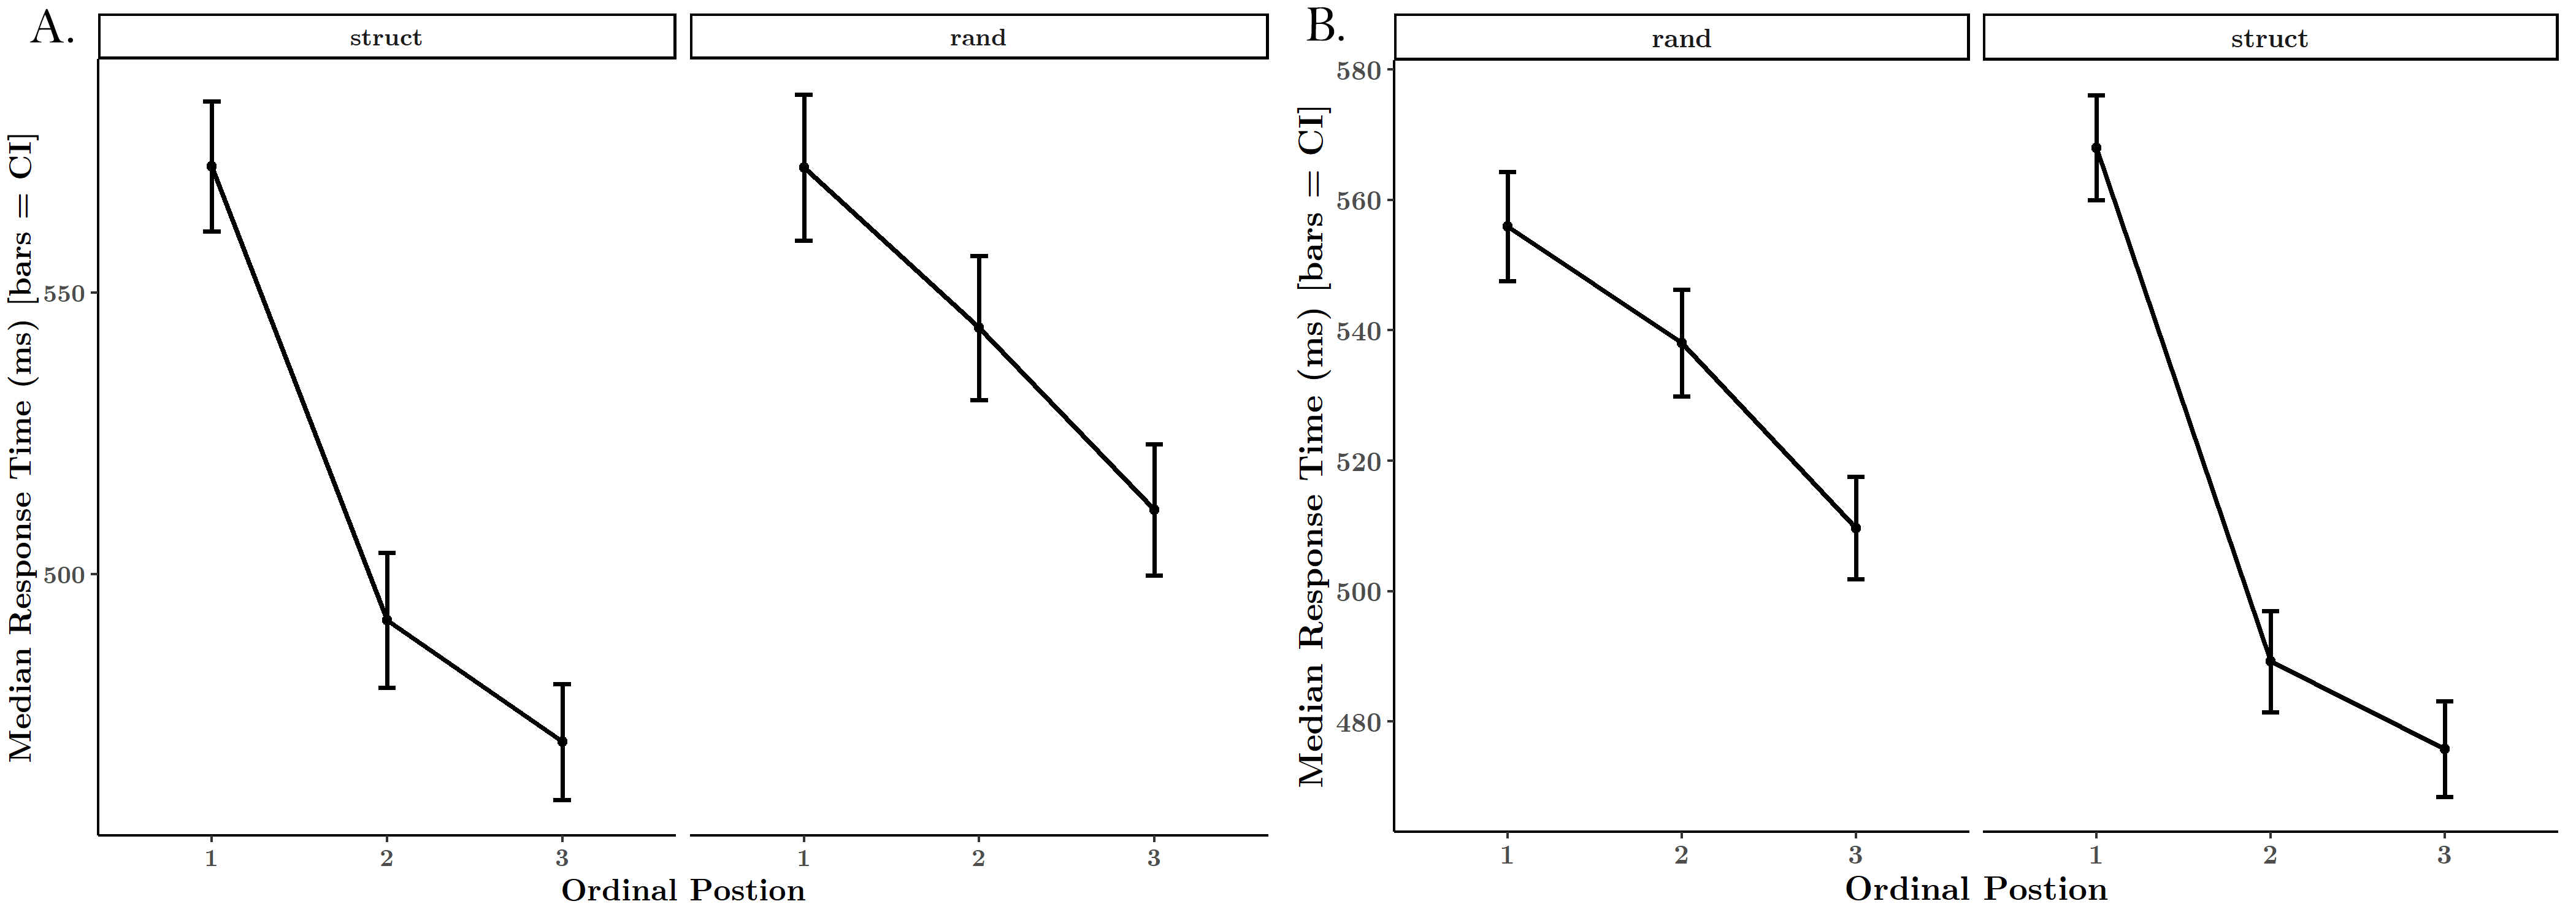 A.
struct
rand
Median Response Time (ms) [bars = CI]
550
500
1 2 3
1 2 3
Ordinal Postion
B.
rand
struct
Median Response Time (ms) [bars = CI]
580
560
540
520
500
480
1 2 3
1 2 3
Ordinal Postion